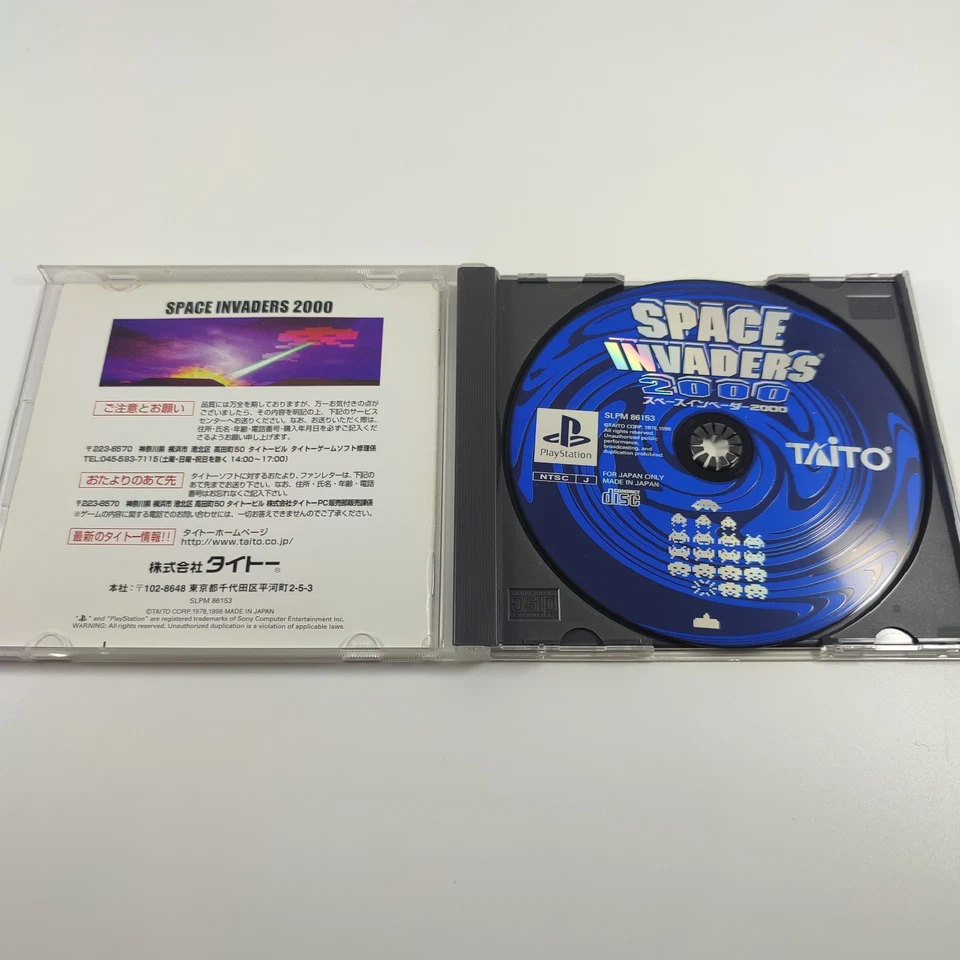 SPACE INVADERS 2000
ご注意とお願い
品質には万全を期しておりますが、万一お気付きの点が
ございましたら、その内容を明記の上、下記のサービス
センターへお送りください。なお、お送りいただく際は、
住所・氏名・年齢・電話番号・購入年月日を必ずご記入くださ
さるようお願い申し上げます。
〒223-8570 神奈川県 横浜市 港北区 高田町50 タイトービル タイトーゲームソフト修理係
TEL:045-593-7115 (土曜・日曜・祝日を除く 14:00~17:00)
おたよりのあて先
タイトーソフトに対するおたより、ファンレターは、下記の
あて先までお送り下さい。なお、住所・氏名・年齢・電話
番号はお忘れなくご記入下さい。
〒223-8570 神奈川県 横浜市 港北区 高田町50 タイトービル 株式会社タイトーPC販売部販売課係
※ゲームの内容に関する電話でのお問い合わせには、一切お答えできませんのでご了承ください。
最新のタイトー情報!!
タイトーホームページ
http://www.taito.co.jp/
株式会社タイトー®
本社:〒102-8648 東京都千代田区平河町2-5-3
SLPM 86153
©TAITO CORP.1978,1998 MADE IN JAPAN
" " and "PlayStation" are registered trademarks of Sony Computer Entertainment Inc.
WARNING: All rights reserved. Unauthorized duplication is a violation of applicable laws.
SPACE
INVADERS®
2000
スペースインベーダー2000
SLPM 86153
©TAITO CORP. 1978,1998
All rights reserved.
Unauthorized public
performance,
broadcasting, and
duplication prohibited.
PlayStation
NTSC J
FOR JAPAN ONLY
MADE IN JAPAN
COMPACT
disc
TAITO®